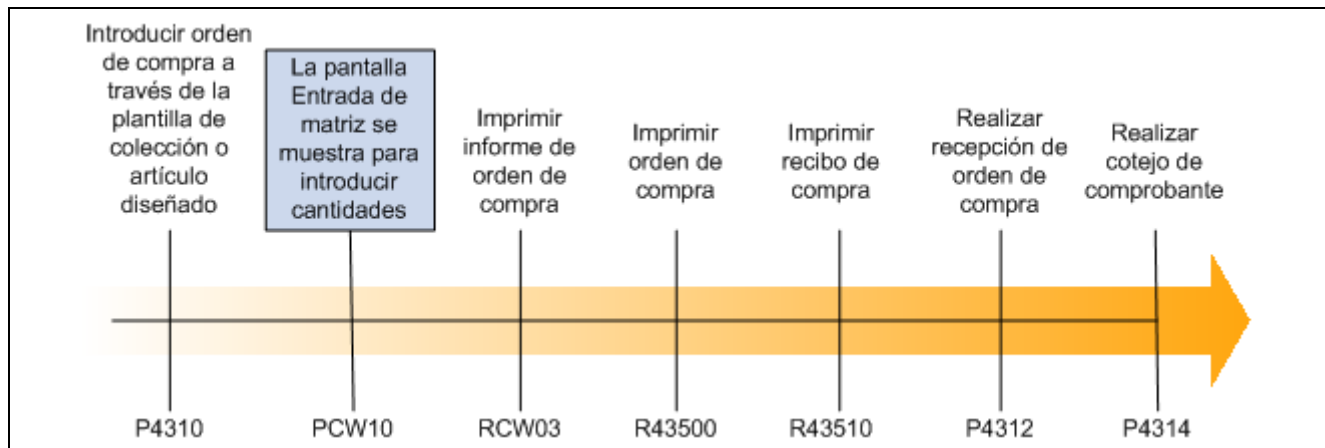 Introducir orden
de compra a
través de la
plantilla de
colección o
artículo
diseñado
La pantalla
Entrada de
matriz se
muestra para
introducir
cantidades
Imprimir
informe de
orden de
compra
Imprimir
orden de
compra
Imprimir
recibo de
compra
Realizar
recepción de
orden de
compra
Realizar
cotejo de
comprobante
P4310
PCW10
RCW03
R43500
R43510
P4312
P4314